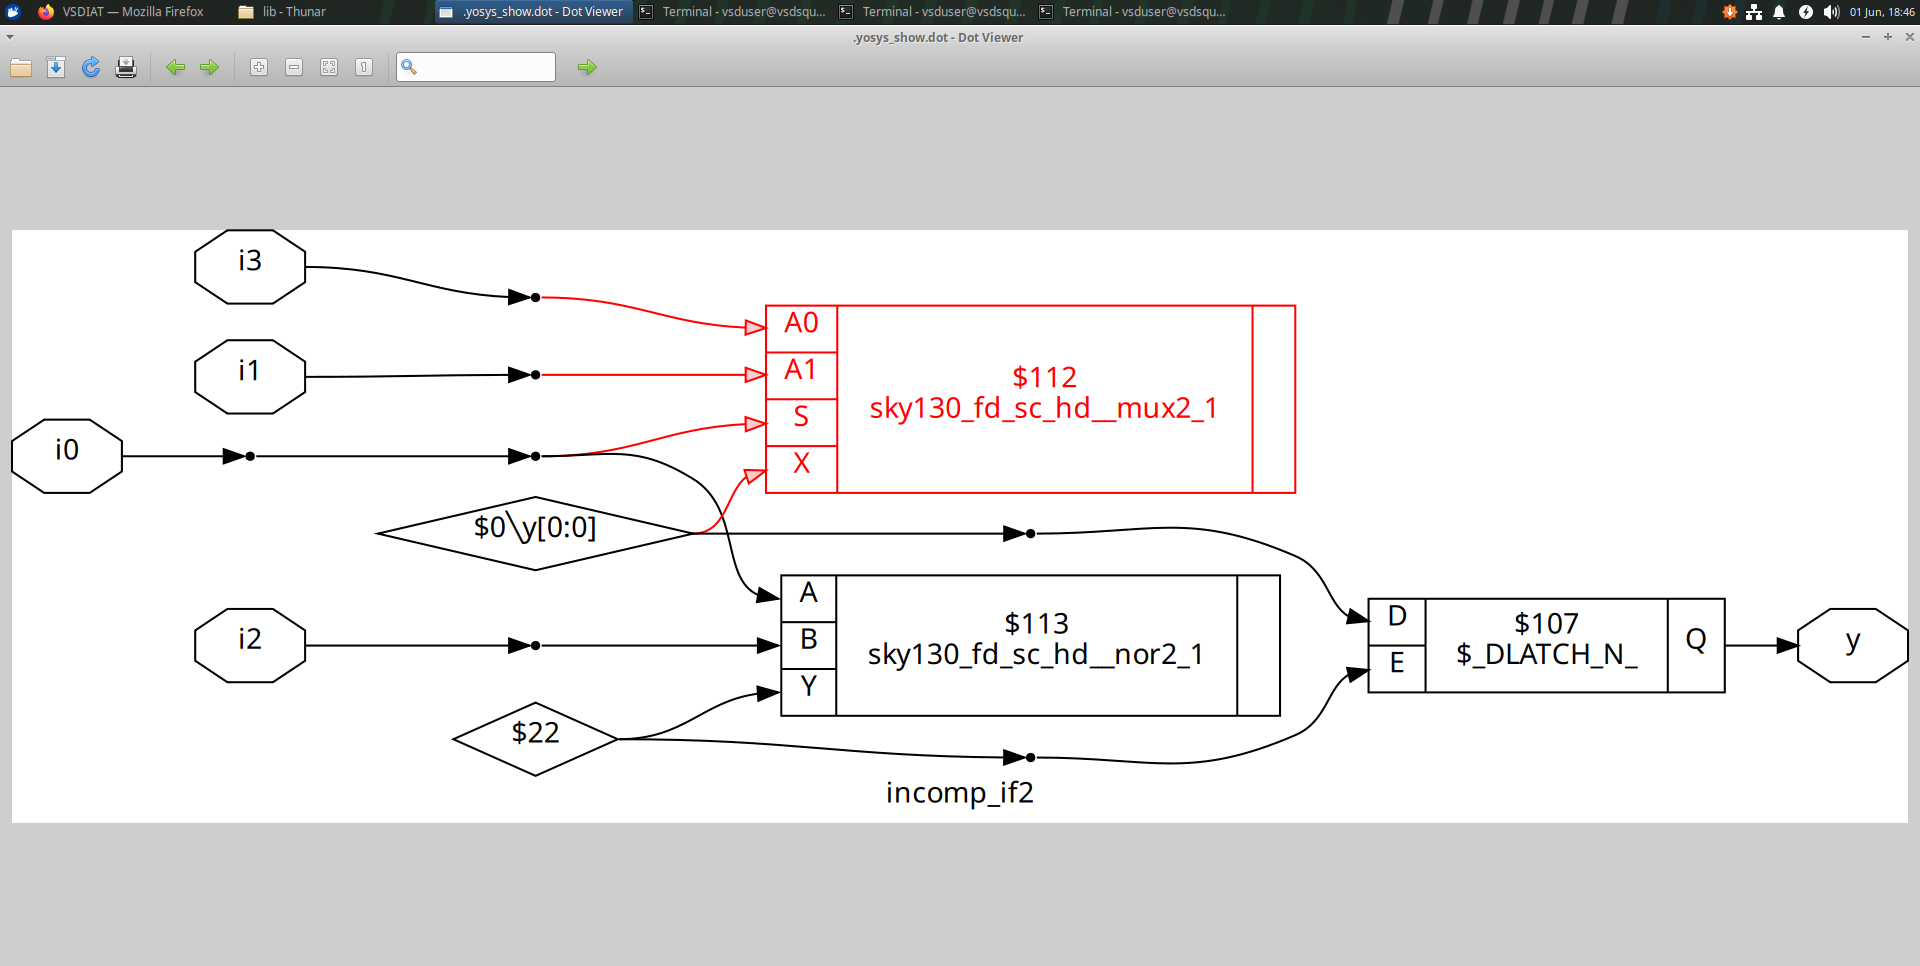 VSDIAT — Mozilla Firefox
lib - Thunar
.yosys_show.dot - Dot Viewer
Terminal - vsduser@vsdsqu...
Terminal - vsduser@vsdsqu...
Terminal - vsduser@vsdsqu...
01 Jun, 18:46
.yosys_show.dot - Dot Viewer
1
i3
A0
i1
A1
$112
sky130_fd_sc_hd__mux2_1
S
i0
X
$0\y[0:0]
A
i2
B
$113
sky130_fd_sc_hd__nor2_1
Y
D
$107
$_DLATCH_N_
E
Q
y
$22
incomp_if2